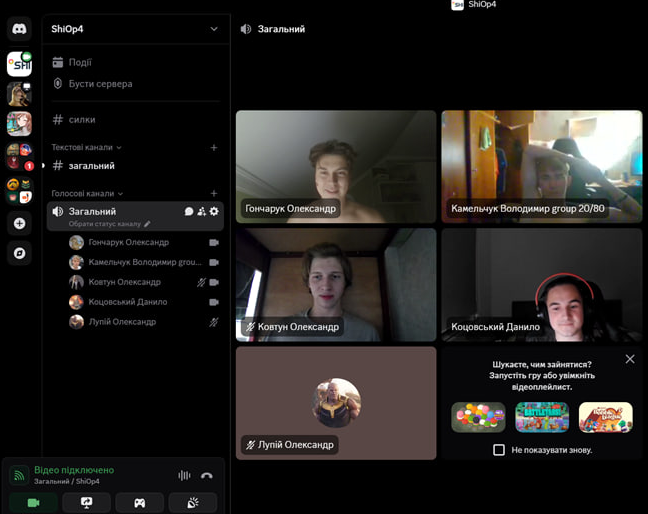 ShiOp4
ShiOp4
Загальний
Події
Бусти сервера
силки
Текстові канали
загальний
1
Голосові канали
Загальний
Обрати статус каналу
Гончарук Олександр
Камельчук Володимир grou...
Ковтун Олександр
Коцовський Данило
Лупій Олександр
Гончарук Олександр
Камельчук Володимир group 20/80
Ковтун Олександр
Коцовський Данило
Лупій Олександр
Шукаєте, чим зайнятися?
Запустіть гру або увімкніть
відеоплейлист.
Не показувати знову.
Відео підключено
Загальний / ShiOp4